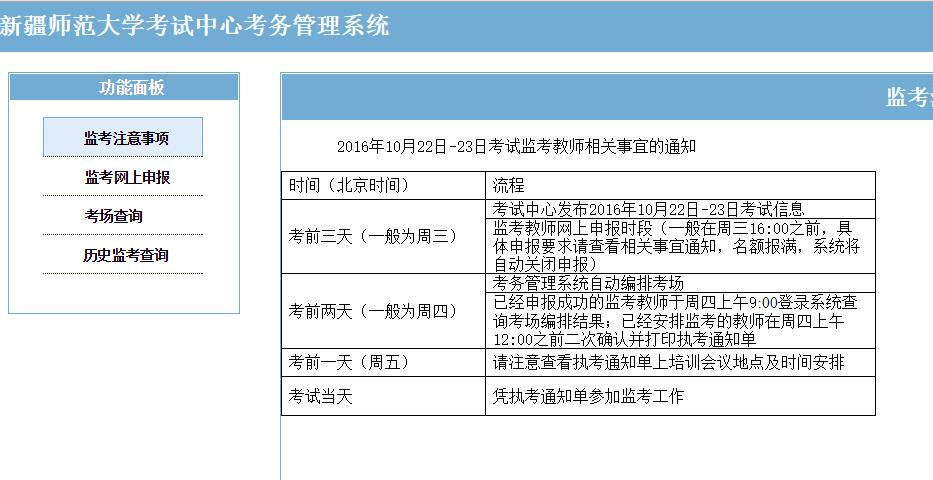 新疆师范大学考试中心考务管理系统
功能面板
监考
监考注意事项
监考网上申报
考场查询
历史监考查询
2016年10月22日-23日考试监考教师相关事宜的通知
时间（北京时间）
流程
考前三天（一般为周三）
考试中心发布2016年10月22日-23日考试信息
监考教师网上申报时段（一般在周三16:00之前，具
体申报要求请查看相关事宜通知，名额报满，系统将
自动关闭申报）
考前两天（一般为周四）
考务管理系统自动编排考场
已经申报成功的监考教师于周四上午9:00登录系统查
询考场编排结果；已经安排监考的教师在周四上午
12:00之前二次确认并打印执考通知单
考前一天（周五）
请注意查看执考通知单上培训会议地点及时间安排
考试当天
凭执考通知单参加监考工作